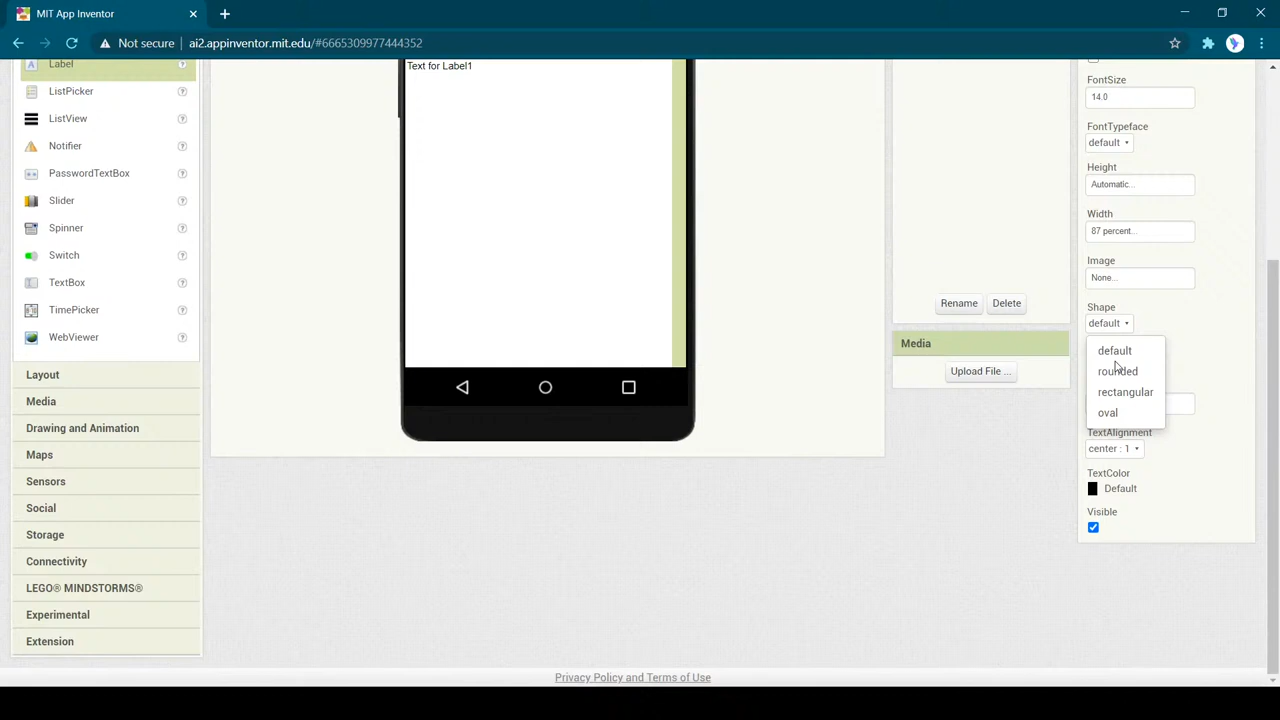 MIT App Inventor
Not secure
ai2.appinventor.mit.edu/#6665309977444352
Label
ListPicker
ListView
Notifier
PasswordTextBox
Slider
Spinner
Switch
TextBox
TimePicker
WebViewer
Layout
Media
Drawing and Animation
Maps
Sensors
Social
Storage
Connectivity
LEGO® MINDSTORMS®
Experimental
Extension
Text for Label1
Rename
Delete
Media
Upload File ...
FontSize
14.0
FontTypeface
default
Height
Automatic...
Width
87 percent...
Image
None...
Shape
default
default
rounded
rectangular
oval
TextAlignment
center : 1
TextColor
Default
Visible
Privacy Policy and Terms of Use